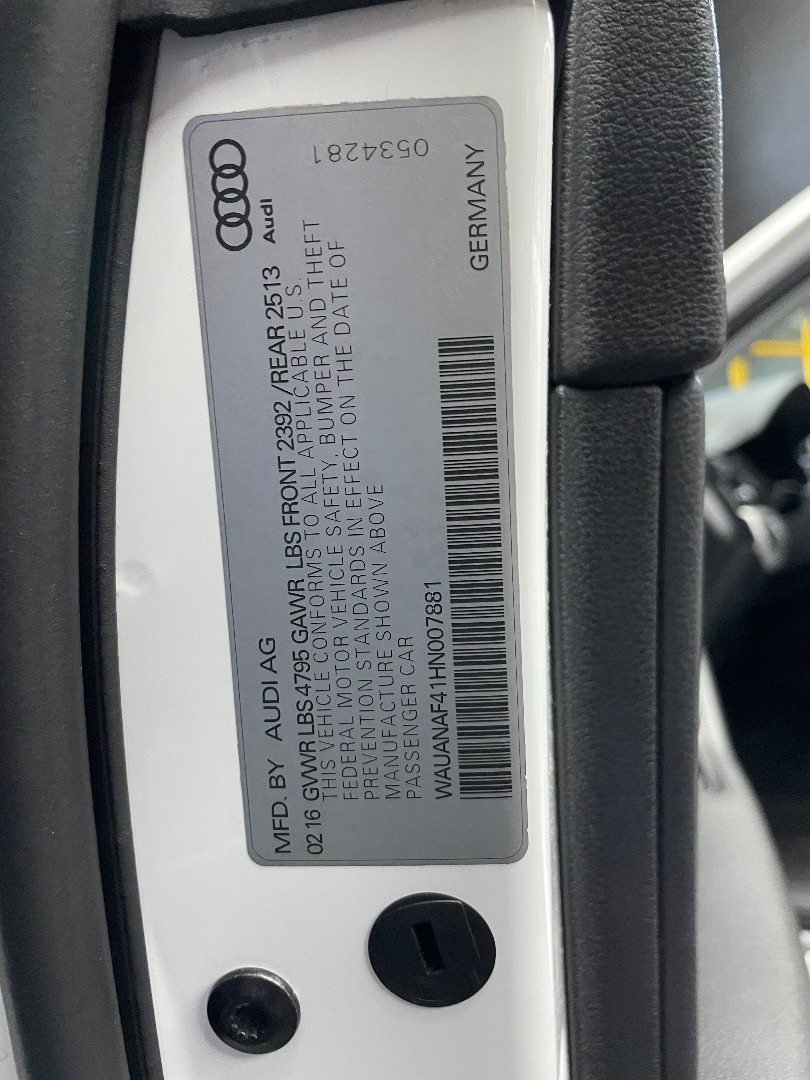 MFD. BY AUDI AG
02 16 GVWR LBS 4795 GAWR LBS FRONT 2392 / REAR 2513
THIS VEHICLE CONFORMS TO ALL APPLICABLE U.S.
FEDERAL MOTOR VEHICLE SAFETY, BUMPER AND THEFT
PREVENTION STANDARDS IN EFFECT ON THE DATE OF
MANUFACTURE SHOWN ABOVE
PASSENGER CAR
WAUANAF41HN007881
Audi
0534281
GERMANY